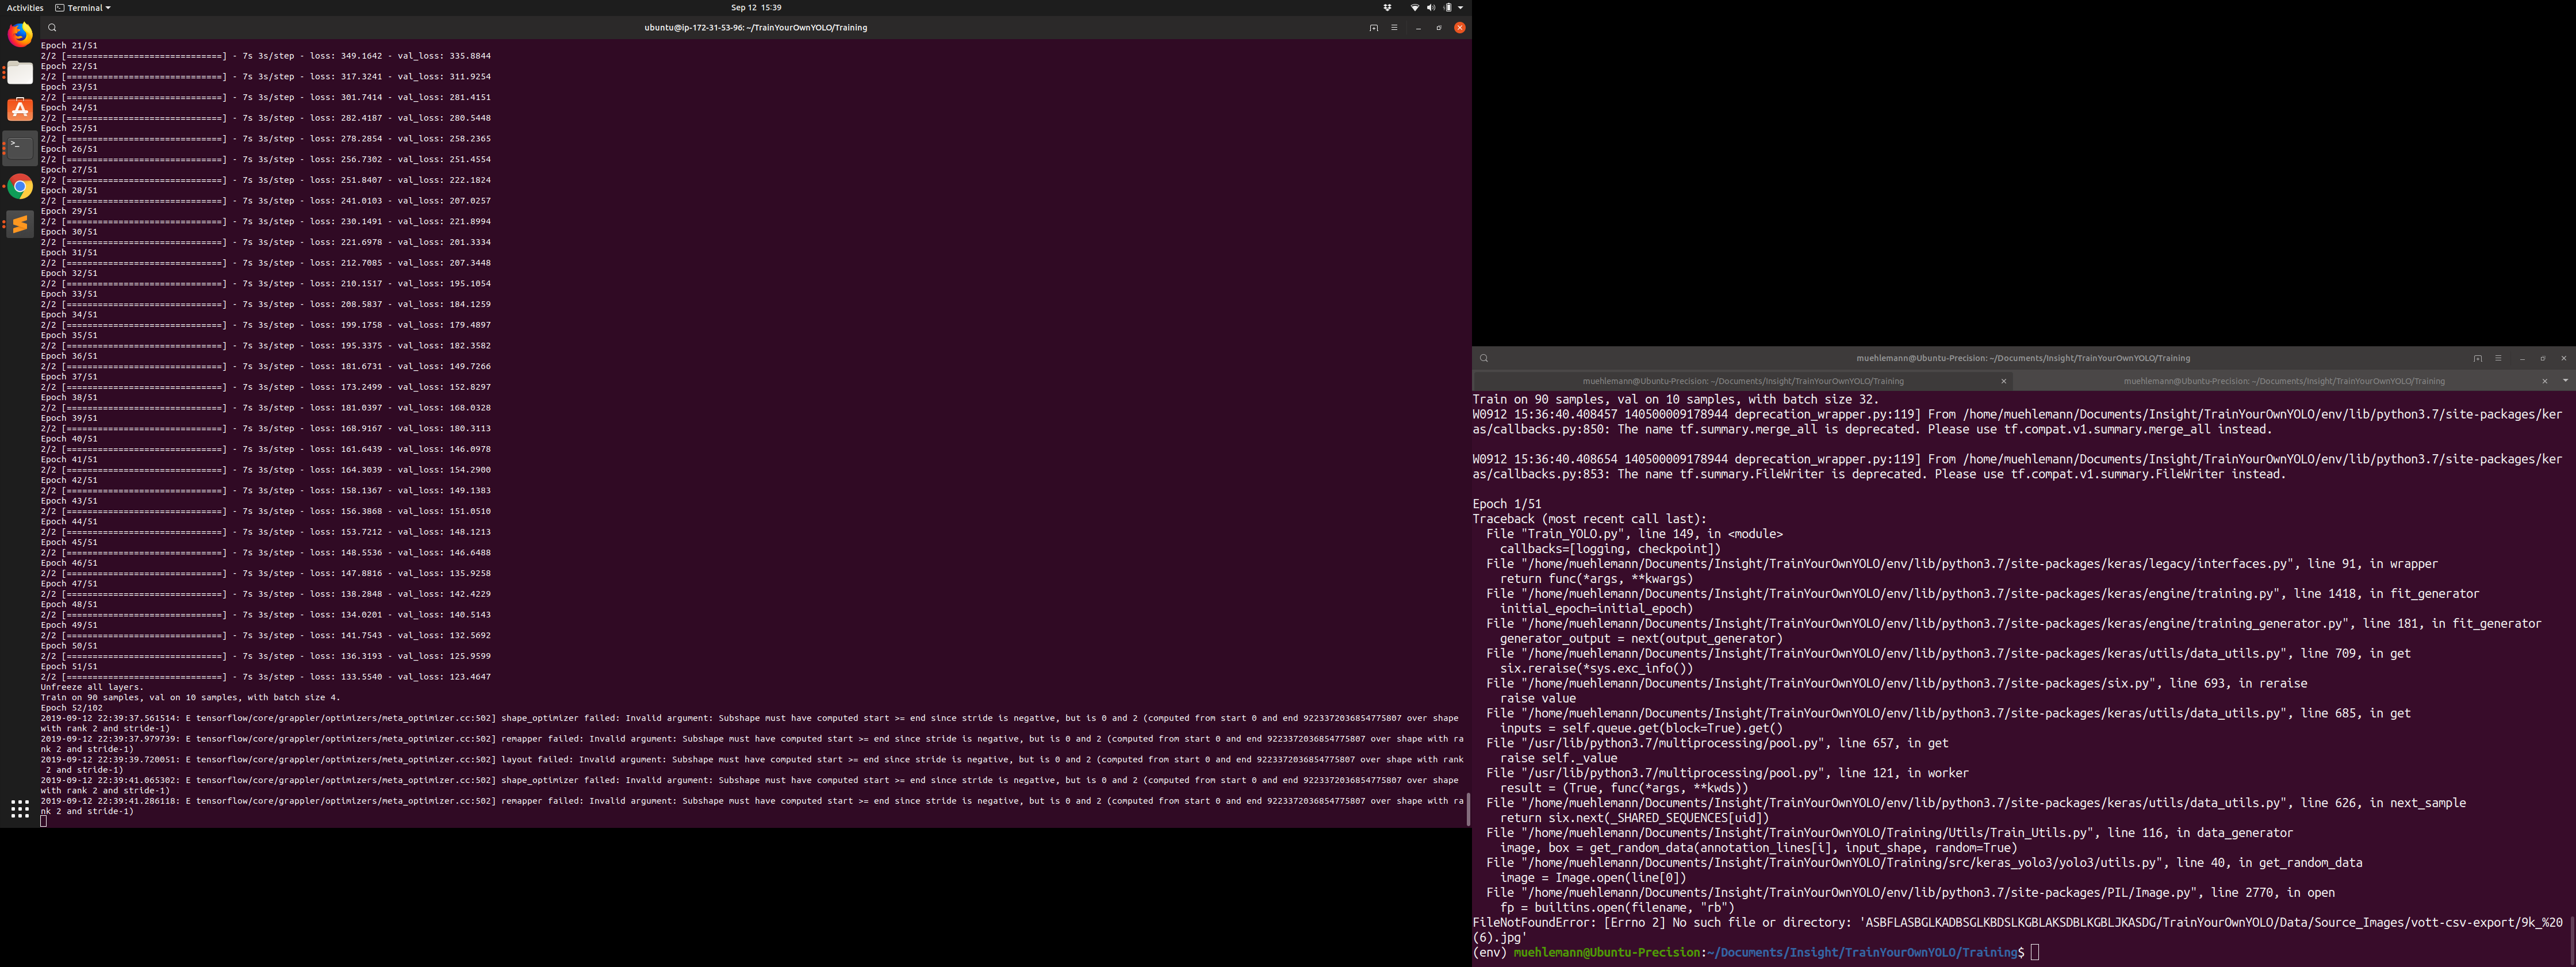 Activities
Terminal
Sep 12 15:39
ubuntu@ip-172-31-53-96: ~/TrainYourOwnYOLO/Training
Epoch 21/51
2/2 [==============================] - 7s 3s/step - loss: 349.1642 - val_loss: 335.8844
Epoch 22/51
2/2 [==============================] - 7s 3s/step - loss: 317.3241 - val_loss: 311.9254
Epoch 23/51
2/2 [==============================] - 7s 3s/step - loss: 301.7414 - val_loss: 281.4151
Epoch 24/51
2/2 [==============================] - 7s 3s/step - loss: 282.4187 - val_loss: 280.5448
Epoch 25/51
2/2 [==============================] - 7s 3s/step - loss: 278.2854 - val_loss: 258.2365
Epoch 26/51
2/2 [==============================] - 7s 3s/step - loss: 256.7302 - val_loss: 251.4554
Epoch 27/51
2/2 [==============================] - 7s 3s/step - loss: 251.8407 - val_loss: 222.1824
Epoch 28/51
2/2 [==============================] - 7s 3s/step - loss: 241.0103 - val_loss: 207.0257
Epoch 29/51
2/2 [==============================] - 7s 3s/step - loss: 230.1491 - val_loss: 221.8994
Epoch 30/51
2/2 [==============================] - 7s 3s/step - loss: 221.6978 - val_loss: 201.3334
Epoch 31/51
2/2 [==============================] - 7s 3s/step - loss: 212.7085 - val_loss: 207.3448
Epoch 32/51
2/2 [==============================] - 7s 3s/step - loss: 210.1517 - val_loss: 195.1054
Epoch 33/51
2/2 [==============================] - 7s 3s/step - loss: 208.5837 - val_loss: 184.1259
Epoch 34/51
2/2 [==============================] - 7s 3s/step - loss: 199.1758 - val_loss: 179.4897
Epoch 35/51
2/2 [==============================] - 7s 3s/step - loss: 195.3375 - val_loss: 182.3582
Epoch 36/51
2/2 [==============================] - 7s 3s/step - loss: 181.6731 - val_loss: 149.7266
Epoch 37/51
2/2 [==============================] - 7s 3s/step - loss: 173.2499 - val_loss: 152.8297
Epoch 38/51
2/2 [==============================] - 7s 3s/step - loss: 181.0397 - val_loss: 168.0328
Epoch 39/51
2/2 [==============================] - 7s 3s/step - loss: 168.9167 - val_loss: 180.3113
Epoch 40/51
2/2 [==============================] - 7s 3s/step - loss: 161.6439 - val_loss: 146.0978
Epoch 41/51
2/2 [==============================] - 7s 3s/step - loss: 164.3039 - val_loss: 154.2900
Epoch 42/51
2/2 [==============================] - 7s 3s/step - loss: 158.1367 - val_loss: 149.1383
Epoch 43/51
2/2 [==============================] - 7s 3s/step - loss: 156.3868 - val_loss: 151.0510
Epoch 44/51
2/2 [==============================] - 7s 3s/step - loss: 153.7212 - val_loss: 148.1213
Epoch 45/51
2/2 [==============================] - 7s 3s/step - loss: 148.5536 - val_loss: 146.6488
Epoch 46/51
2/2 [==============================] - 7s 3s/step - loss: 147.8816 - val_loss: 135.9258
Epoch 47/51
2/2 [==============================] - 7s 3s/step - loss: 138.2848 - val_loss: 142.4229
Epoch 48/51
2/2 [==============================] - 7s 3s/step - loss: 134.0201 - val_loss: 140.5143
Epoch 49/51
2/2 [==============================] - 7s 3s/step - loss: 141.7543 - val_loss: 132.5692
Epoch 50/51
2/2 [==============================] - 7s 3s/step - loss: 136.3193 - val_loss: 125.9599
Epoch 51/51
2/2 [==============================] - 7s 3s/step - loss: 133.5540 - val_loss: 123.4647
Unfreeze all layers.
Train on 90 samples, val on 10 samples, with batch size 4.
Epoch 52/102
2019-09-12 22:39:37.561514: E tensorflow/core/grappler/optimizers/meta_optimizer.cc:502] shape_optimizer failed: Invalid argument: Subshape must have computed start >= end since stride is negative, but is 0 and 2 (computed from start 0 and end 9223372036854775807 over shape
with rank 2 and stride-1)
2019-09-12 22:39:37.979739: E tensorflow/core/grappler/optimizers/meta_optimizer.cc:502] remapper failed: Invalid argument: Subshape must have computed start >= end since stride is negative, but is 0 and 2 (computed from start 0 and end 9223372036854775807 over shape with ra
nk 2 and stride-1)
2019-09-12 22:39:39.720051: E tensorflow/core/grappler/optimizers/meta_optimizer.cc:502] layout failed: Invalid argument: Subshape must have computed start >= end since stride is negative, but is 0 and 2 (computed from start 0 and end 9223372036854775807 over shape with rank
 2 and stride-1)
2019-09-12 22:39:41.065302: E tensorflow/core/grappler/optimizers/meta_optimizer.cc:502] shape_optimizer failed: Invalid argument: Subshape must have computed start >= end since stride is negative, but is 0 and 2 (computed from start 0 and end 9223372036854775807 over shape
with rank 2 and stride-1)
2019-09-12 22:39:41.286118: E tensorflow/core/grappler/optimizers/meta_optimizer.cc:502] remapper failed: Invalid argument: Subshape must have computed start >= end since stride is negative, but is 0 and 2 (computed from start 0 and end 9223372036854775807 over shape with ra
nk 2 and stride-1)
muehlemann@Ubuntu-Precision: ~/Documents/Insight/TrainYourOwnYOLO/Training
muehlemann@Ubuntu-Precision: ~/Documents/Insight/TrainYourOwnYOLO/Training
muehlemann@Ubuntu-Precision: ~/Documents/Insight/TrainYourOwnYOLO/Training
Train on 90 samples, val on 10 samples, with batch size 32.
W0912 15:36:40.408457 140500009178944 deprecation_wrapper.py:119] From /home/muehlemann/Documents/Insight/TrainYourOwnYOLO/env/lib/python3.7/site-packages/ker
as/callbacks.py:850: The name tf.summary.merge_all is deprecated. Please use tf.compat.v1.summary.merge_all instead.
W0912 15:36:40.408654 140500009178944 deprecation_wrapper.py:119] From /home/muehlemann/Documents/Insight/TrainYourOwnYOLO/env/lib/python3.7/site-packages/ker
as/callbacks.py:853: The name tf.summary.FileWriter is deprecated. Please use tf.compat.v1.summary.FileWriter instead.
Epoch 1/51
Traceback (most recent call last):
  File "Train_YOLO.py", line 149, in <module>
    callbacks=[logging, checkpoint])
  File "/home/muehlemann/Documents/Insight/TrainYourOwnYOLO/env/lib/python3.7/site-packages/keras/legacy/interfaces.py", line 91, in wrapper
    return func(*args, **kwargs)
  File "/home/muehlemann/Documents/Insight/TrainYourOwnYOLO/env/lib/python3.7/site-packages/keras/engine/training.py", line 1418, in fit_generator
    initial_epoch=initial_epoch)
  File "/home/muehlemann/Documents/Insight/TrainYourOwnYOLO/env/lib/python3.7/site-packages/keras/engine/training_generator.py", line 181, in fit_generator
    generator_output = next(output_generator)
  File "/home/muehlemann/Documents/Insight/TrainYourOwnYOLO/env/lib/python3.7/site-packages/keras/utils/data_utils.py", line 709, in get
    six.reraise(*sys.exc_info())
  File "/home/muehlemann/Documents/Insight/TrainYourOwnYOLO/env/lib/python3.7/site-packages/six.py", line 693, in reraise
    raise value
  File "/home/muehlemann/Documents/Insight/TrainYourOwnYOLO/env/lib/python3.7/site-packages/keras/utils/data_utils.py", line 685, in get
    inputs = self.queue.get(block=True).get()
  File "/usr/lib/python3.7/multiprocessing/pool.py", line 657, in get
    raise self._value
  File "/usr/lib/python3.7/multiprocessing/pool.py", line 121, in worker
    result = (True, func(*args, **kwds))
  File "/home/muehlemann/Documents/Insight/TrainYourOwnYOLO/env/lib/python3.7/site-packages/keras/utils/data_utils.py", line 626, in next_sample
    return six.next(_SHARED_SEQUENCES[uid])
  File "/home/muehlemann/Documents/Insight/TrainYourOwnYOLO/Training/Utils/Train_Utils.py", line 116, in data_generator
    image, box = get_random_data(annotation_lines[i], input_shape, random=True)
  File "/home/muehlemann/Documents/Insight/TrainYourOwnYOLO/Training/src/keras_yolo3/yolo3/utils.py", line 40, in get_random_data
    image = Image.open(line[0])
  File "/home/muehlemann/Documents/Insight/TrainYourOwnYOLO/env/lib/python3.7/site-packages/PIL/Image.py", line 2770, in open
    fp = builtins.open(filename, "rb")
FileNotFoundError: [Errno 2] No such file or directory: 'ASBFLASBGLKADBSGLKBDSLKGBLAKSDBLKGBLJKASDG/TrainYourOwnYOLO/Data/Source_Images/vott-csv-export/9k_%20
(6).jpg'
(env) muehlemann@Ubuntu-Precision:~/Documents/Insight/TrainYourOwnYOLO/Training$